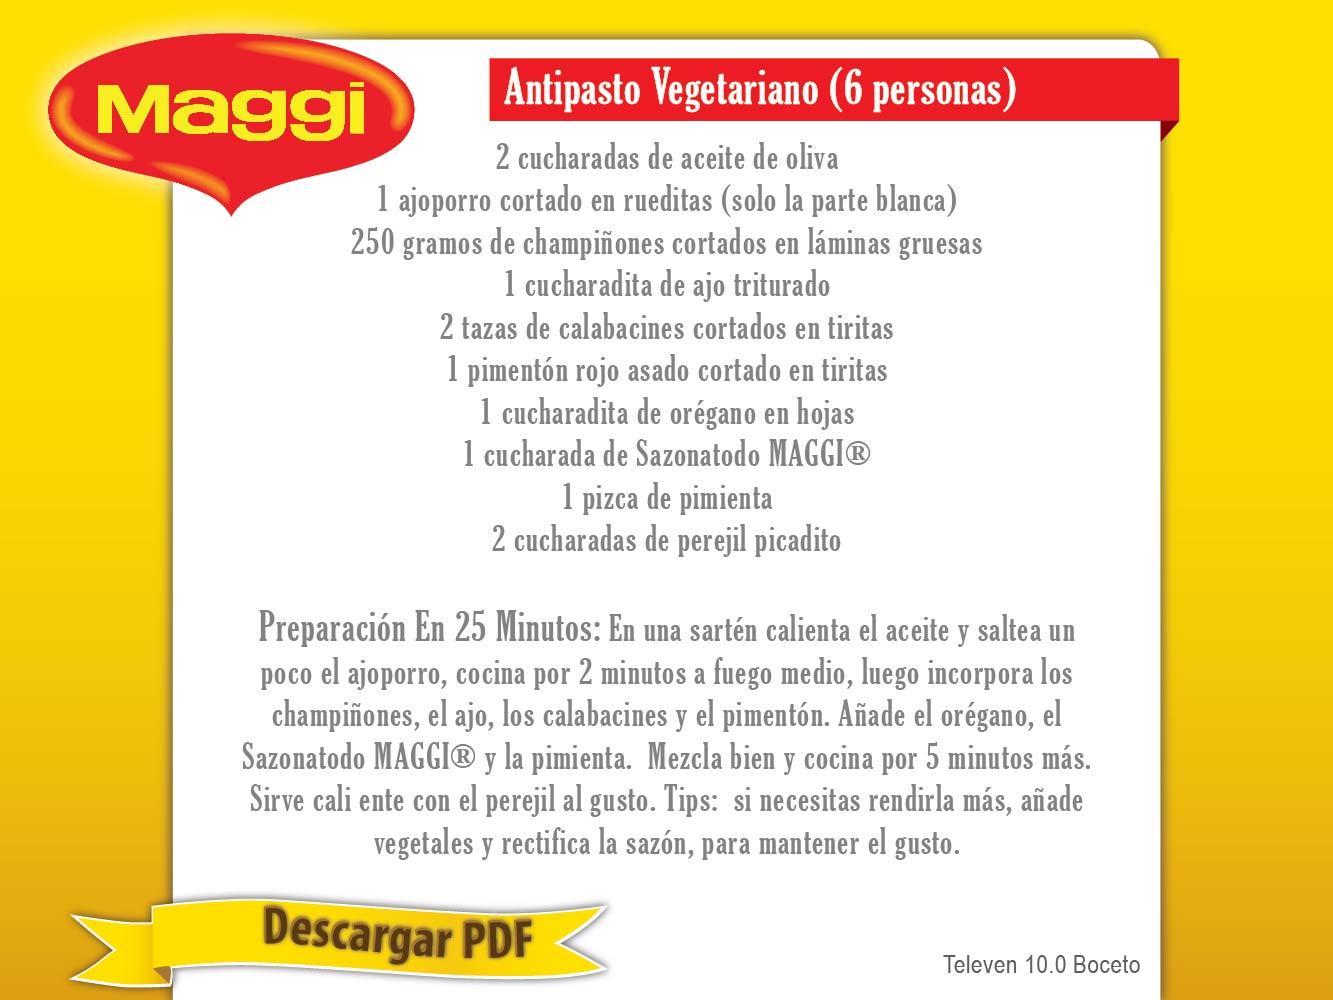 Maggi
Antipasto Vegetariano (6 personas)
2 cucharadas de aceite de oliva
1 ajoporro cortado en rueditas (solo la parte blanca)
250 gramos de champiñones cortados en láminas gruesas
1 cucharadita de ajo triturado
2 tazas de calabacines cortados en tiritas
1 pimentón rojo asado cortado en tiritas
1 cucharadita de orégano en hojas
1 cucharada de Sazonatodo MAGGI®
1 pizca de pimienta
2 cucharadas de perejil picadito
Preparación En 25 Minutos: En una sartén calienta el aceite y saltea un
poco el ajoporro, cocina por 2 minutos a fuego medio, luego incorpora los
champiñones, el ajo, los calabacines y el pimentón. Añade el orégano, el
Sazonatodo MAGGI® y la pimienta.  Mezcla bien y cocina por 5 minutos más.
Sirve cali ente con el perejil al gusto. Tips:  si necesitas rendirla más, añade
vegetales y rectifica la sazón, para mantener el gusto.
Descargar PDF
Televen 10.0 Boceto